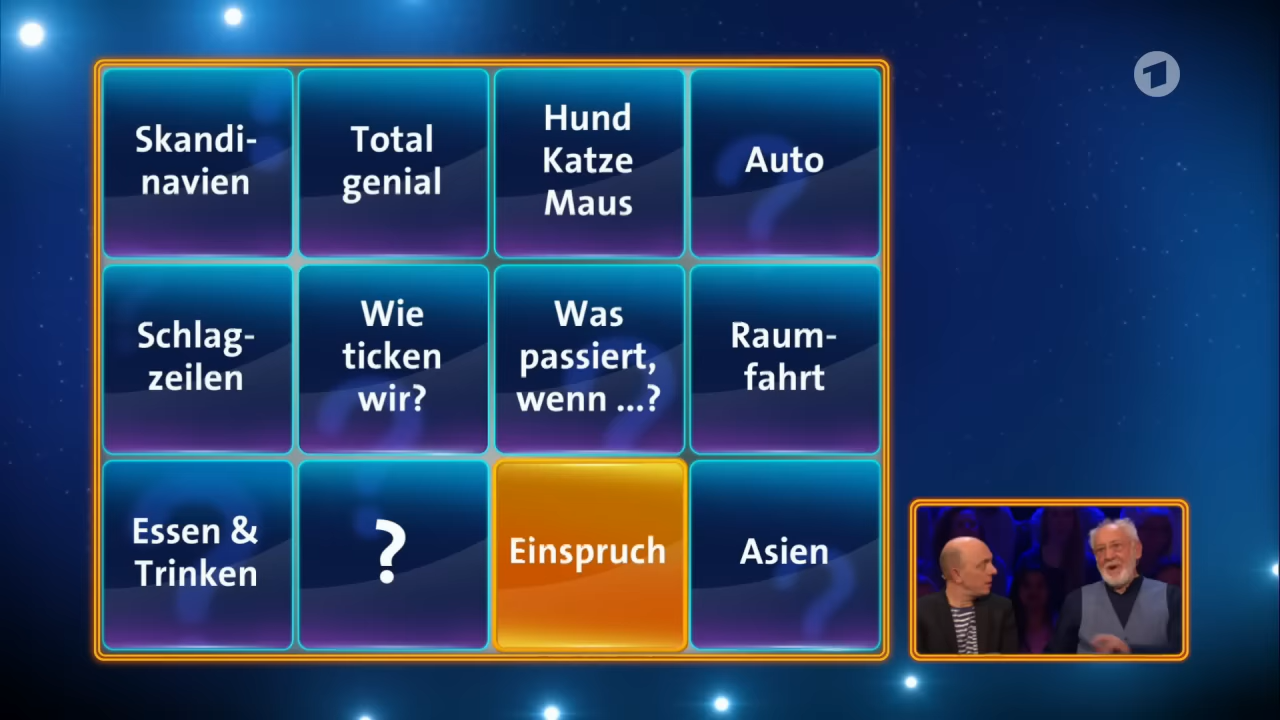 Skandi-
navien
Total
genial
Hund
Katze
Maus
Auto
Schlag-
zeilen
Wie
ticken
wir?
Was
passiert,
wenn ...?
Raum-
fahrt
Essen &
Trinken
?
Einspruch
Asien
1